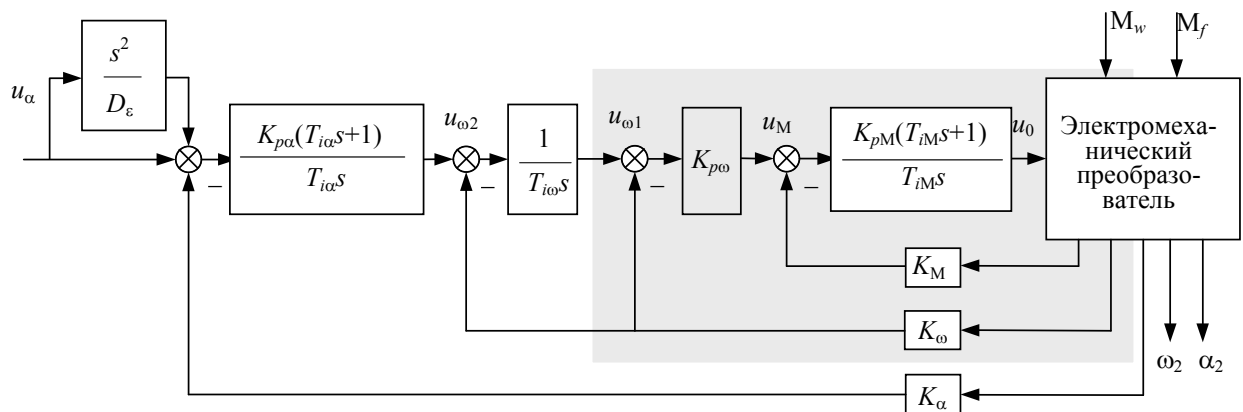 M_w
M_f
s^2
D_ε
u_α
K_pα(T_iαs+1)
T_iαs
u_ω2
1
T_iωs
u_ω1
K_pω
u_M
K_pM(T_iMs+1)
T_iMs
u_0
Электромеха-
нический
преобразо-
ватель
−
−
−
−
K_M
K_ω
K_α
ω_2
α_2